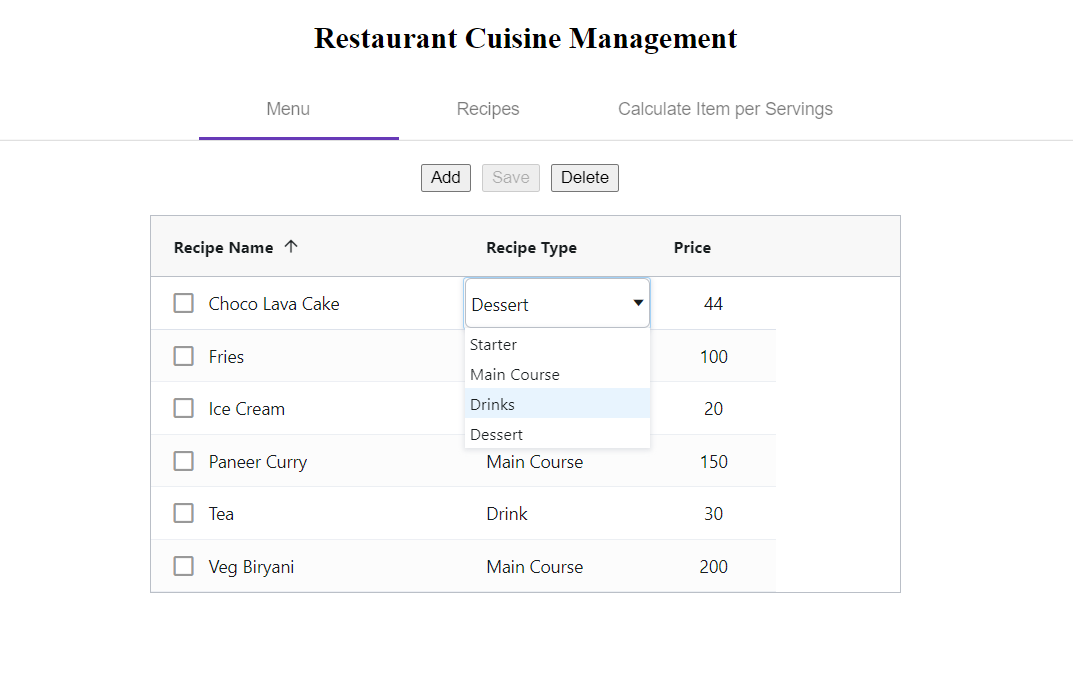 Restaurant Cuisine Management
Menu Recipes Calculate Item per Servings
Add Save Delete
Recipe Name Recipe Type Price
Choco Lava Cake Dessert 44
Starter
Fries 100
Main Course
Drinks
Ice Cream 20
Dessert
Paneer Curry Main Course 150
Tea Drink 30
Veg Biryani Main Course 200